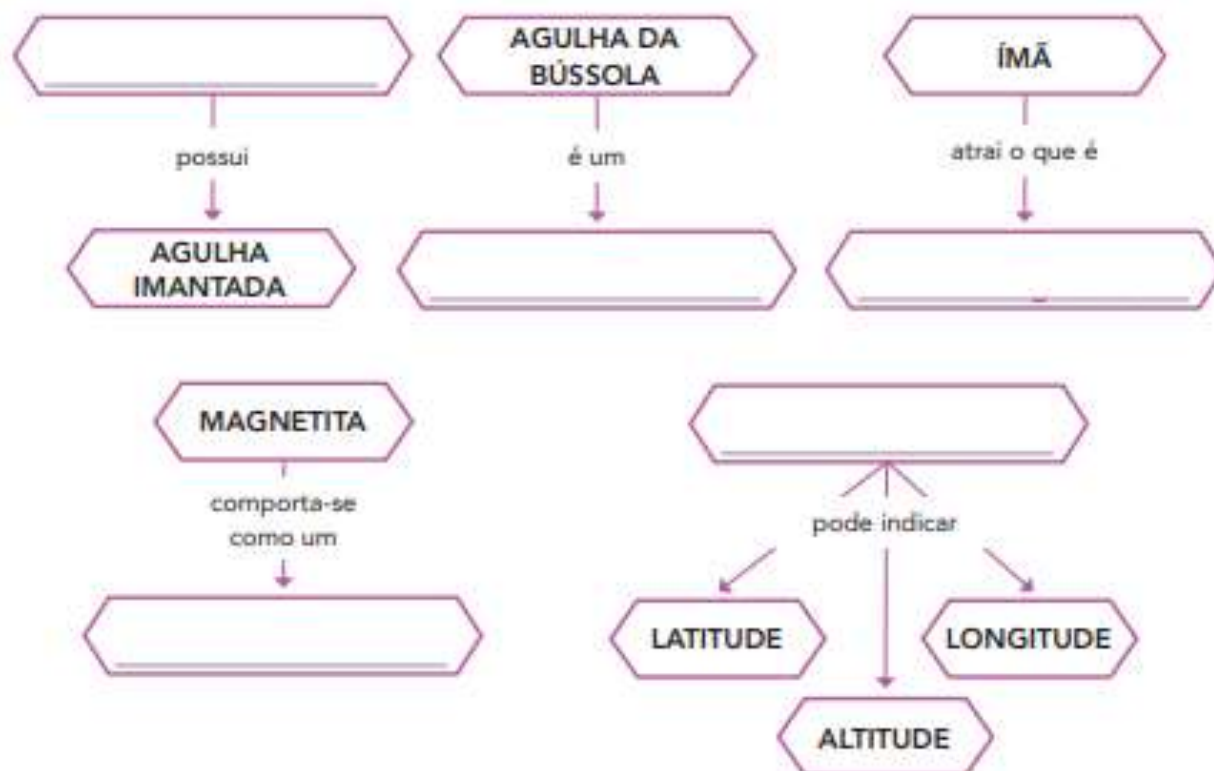 AGULHA DA
BÚSSOLA
ÍMÃ
possui
é um
atrai o que é
AGULHA
IMANTADA
MAGNETITA
comporta-se
como um
pode indicar
LATITUDE
LONGITUDE
ALTITUDE